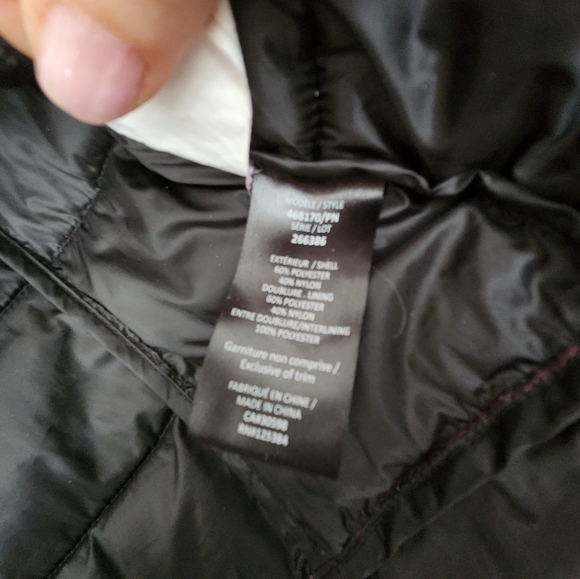 MODÈLE / STYLE
468170/PN
SÉRIE / LOT
266386
EXTÉRIEUR / SHELL
60% POLYESTER
40% NYLON
DOUBLURE . LINING
60% POLYESTER
40% NYLON
ENTRE DOUBLURE/INTERLINING
100% POLYESTER
Garniture non comprise /
Exclusive of trim
FABRIQUÉ EN CHINE /
MADE IN CHINA
CA#30598
RN#125384